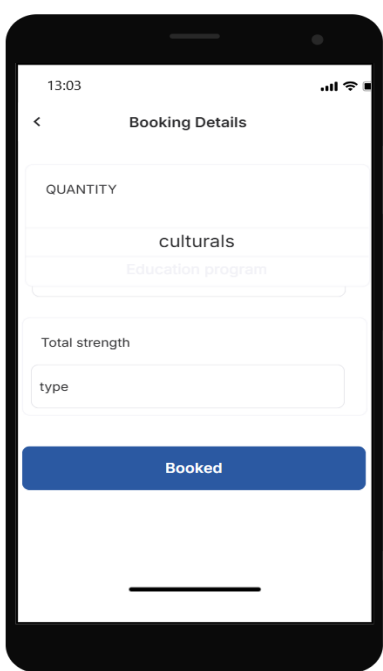 13:03
Booking Details
QUANTITY
culturals
Education program
Total strength
type
Booked